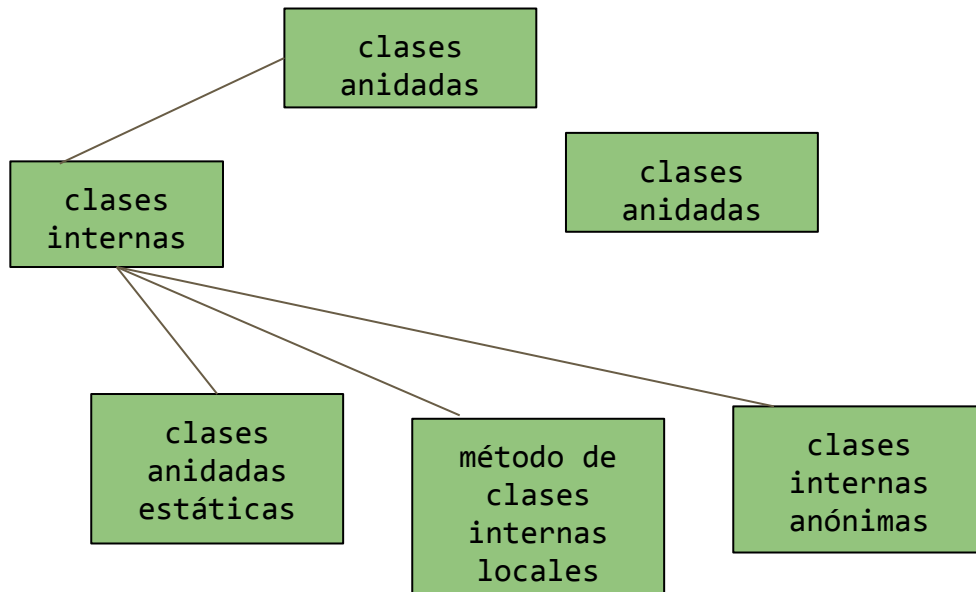 clases
anidadas
clases
anidadas
clases
internas
clases
anidadas
estáticas
método de
clases
internas
locales
clases
internas
anónimas